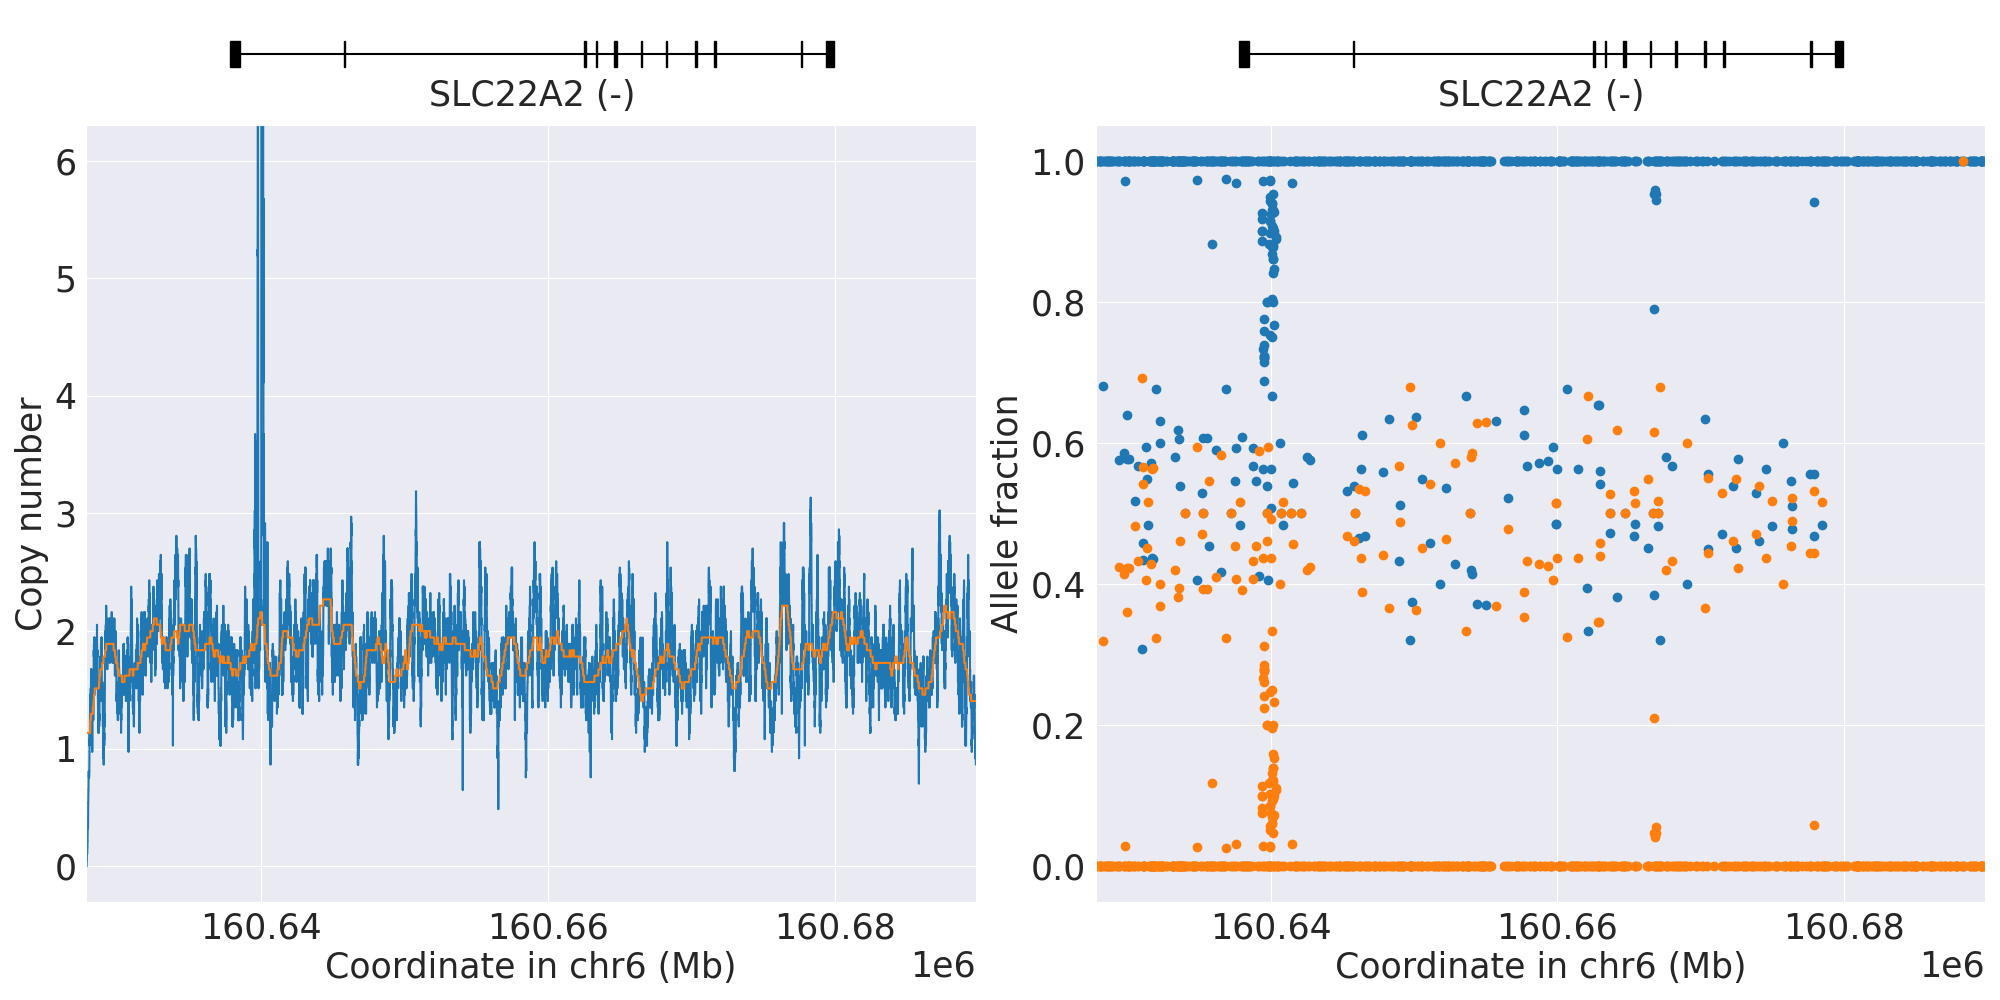 SLC22A2 (-)
SLC22A2 (-)
Copy number
6
5
4
3
2
1
0
160.64
160.66
160.68
Coordinate in chr6 (Mb)
1e6
Allele fraction
1.0
0.8
0.6
0.4
0.2
0.0
160.64
160.66
160.68
Coordinate in chr6 (Mb)
1e6